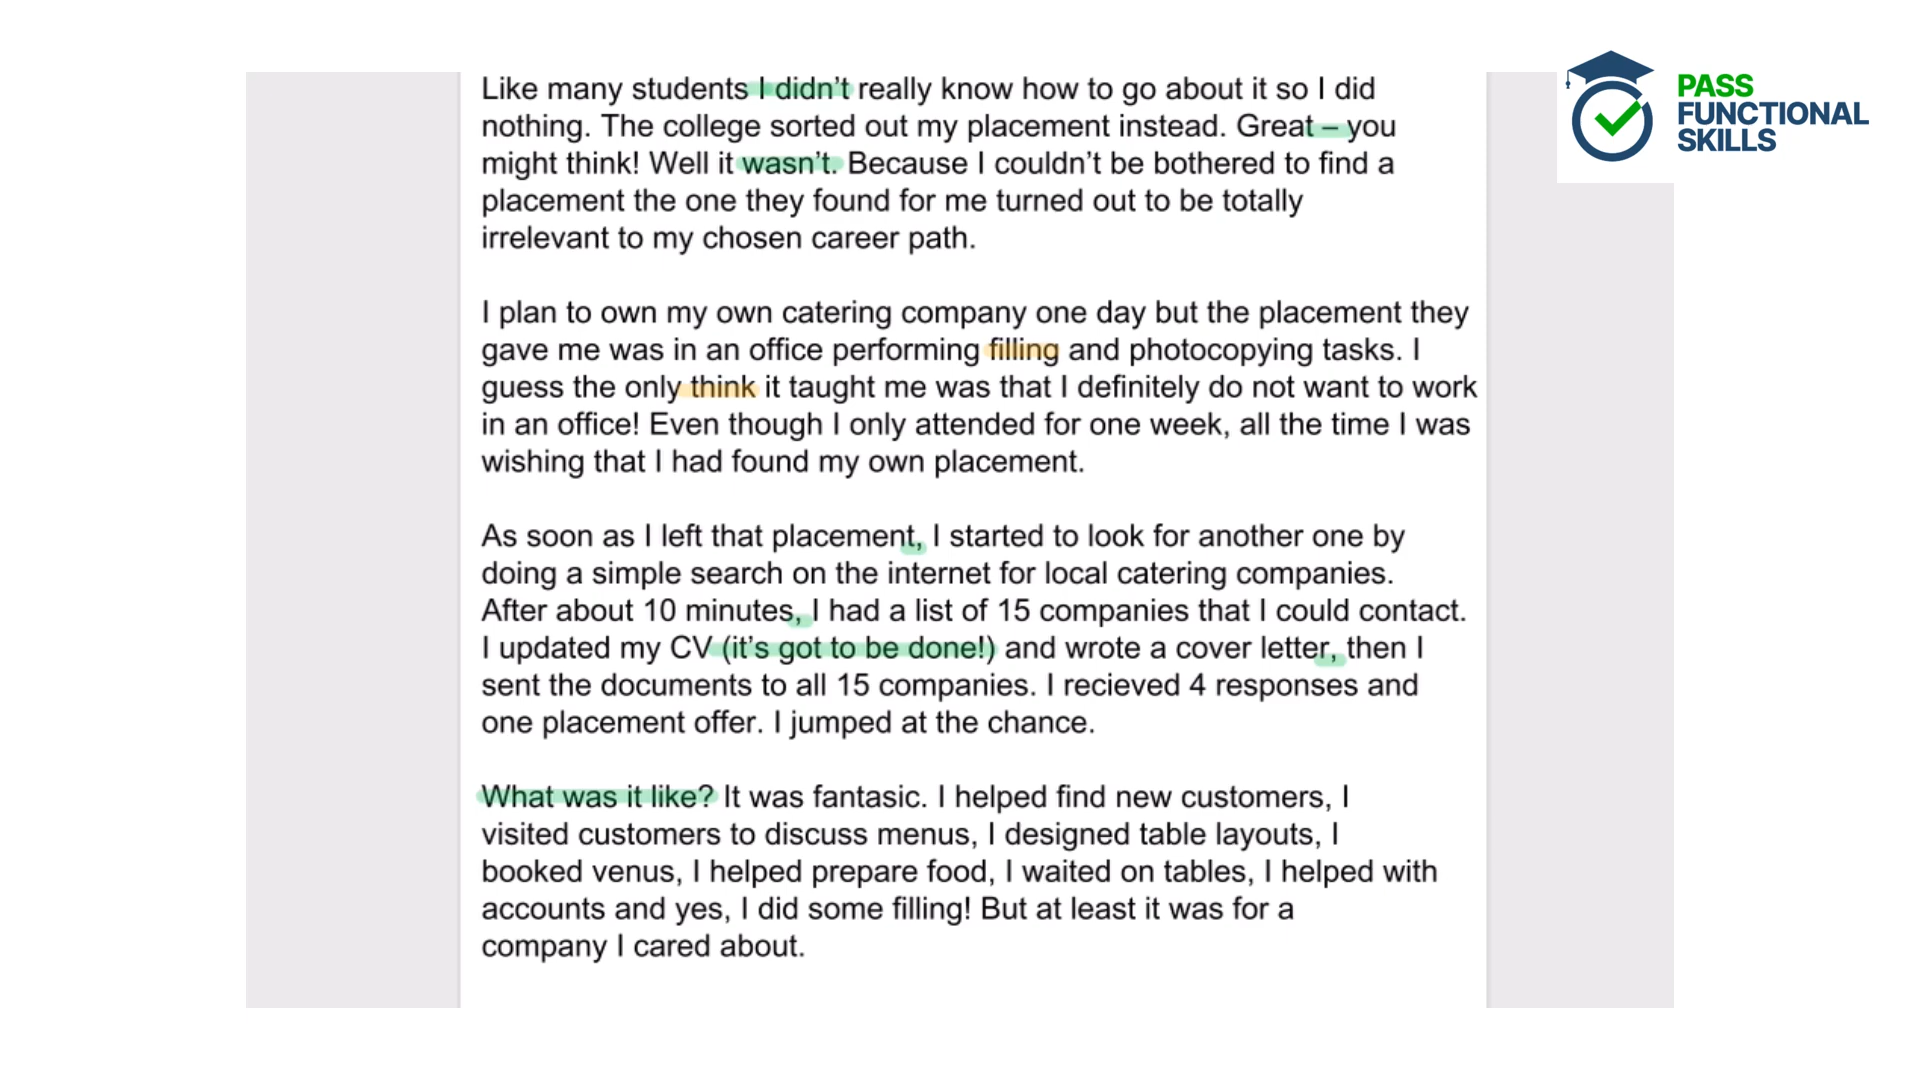 PASS
FUNCTIONAL
SKILLS
Like many students I didn’t really know how to go about it so I did
nothing. The college sorted out my placement instead. Great – you
might think! Well it wasn’t. Because I couldn’t be bothered to find a
placement the one they found for me turned out to be totally
irrelevant to my chosen career path.
I plan to own my own catering company one day but the placement they
gave me was in an office performing filling and photocopying tasks. I
guess the only think it taught me was that I definitely do not want to work
in an office! Even though I only attended for one week, all the time I was
wishing that I had found my own placement.
As soon as I left that placement, I started to look for another one by
doing a simple search on the internet for local catering companies.
After about 10 minutes, I had a list of 15 companies that I could contact.
I updated my CV (it’s got to be done!) and wrote a cover letter, then I
sent the documents to all 15 companies. I recieved 4 responses and
one placement offer. I jumped at the chance.
What was it like? It was fantasic. I helped find new customers, I
visited customers to discuss menus, I designed table layouts, I
booked venus, I helped prepare food, I waited on tables, I helped with
accounts and yes, I did some filling! But at least it was for a
company I cared about.